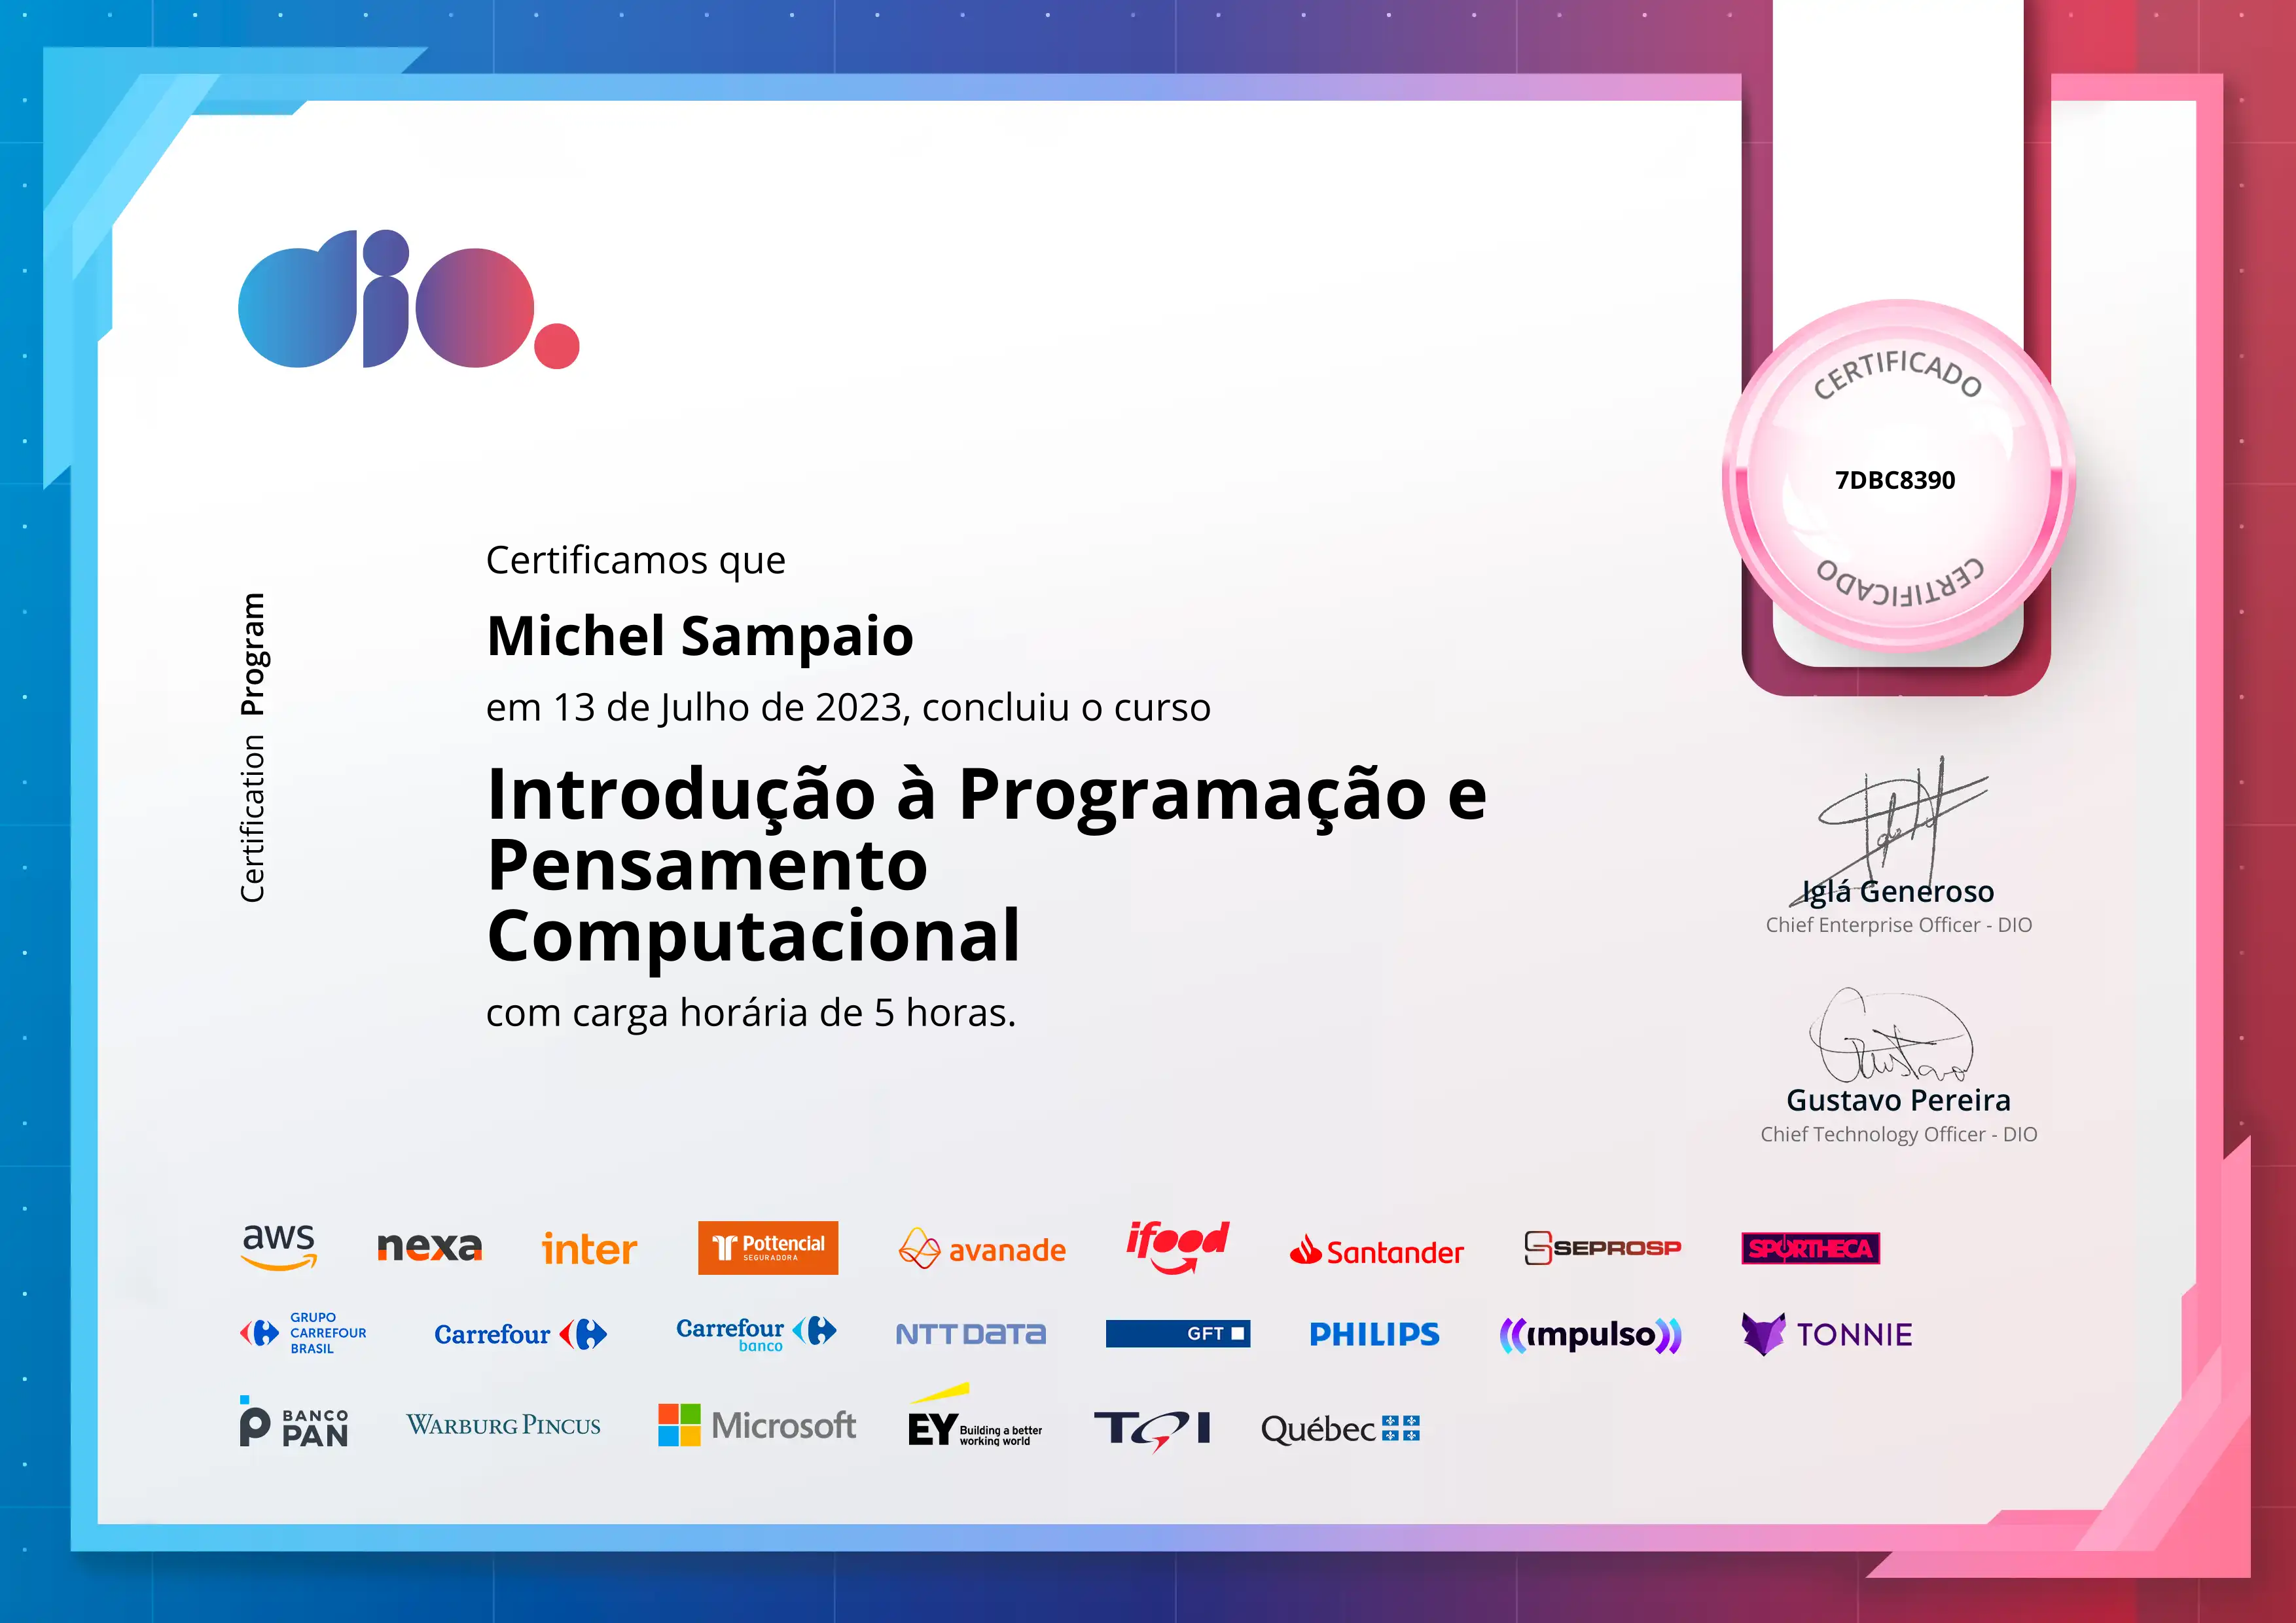 dio.
CERTIFICADO
7DBC8390
CERTIFICADO
Certification Program
Certificamos que
Michel Sampaio
em 13 de Julho de 2023, concluiu o curso
Introdução à Programação e
Pensamento
Computacional
com carga horária de 5 horas.
Iglá Generoso
Chief Enterprise Officer - DIO
Gustavo
Gustavo Pereira
Chief Technology Officer - DIO
aws nexa inter Pottencial SEGURADORA avanade ifood Santander SEPROSP SPORTHECA
GRUPO CARREFOUR BRASIL Carrefour Carrefour banco NTT DATA GFT PHILIPS impulso TONNIE
BANCO PAN WARBURG PINCUS Microsoft EY Building a better working world TQI Québec